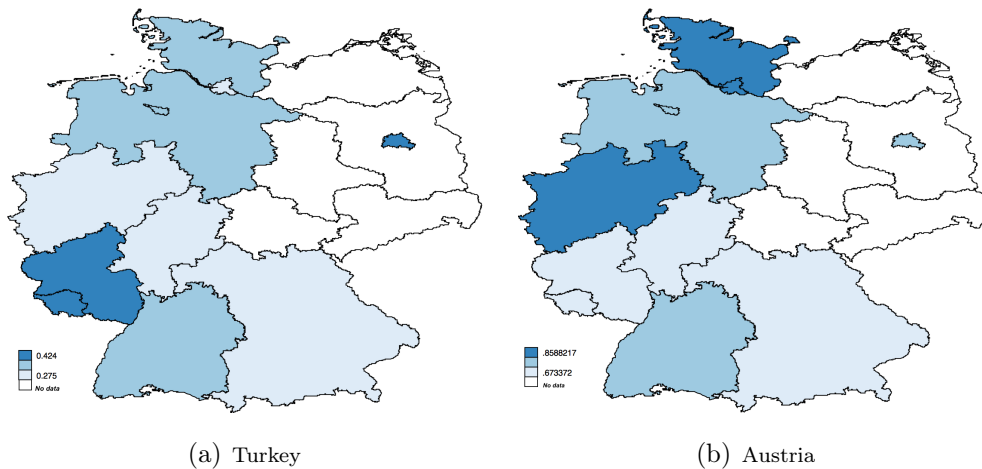 0.424
0.275
No data
.8588217
.673372
No data
(a) Turkey
(b) Austria